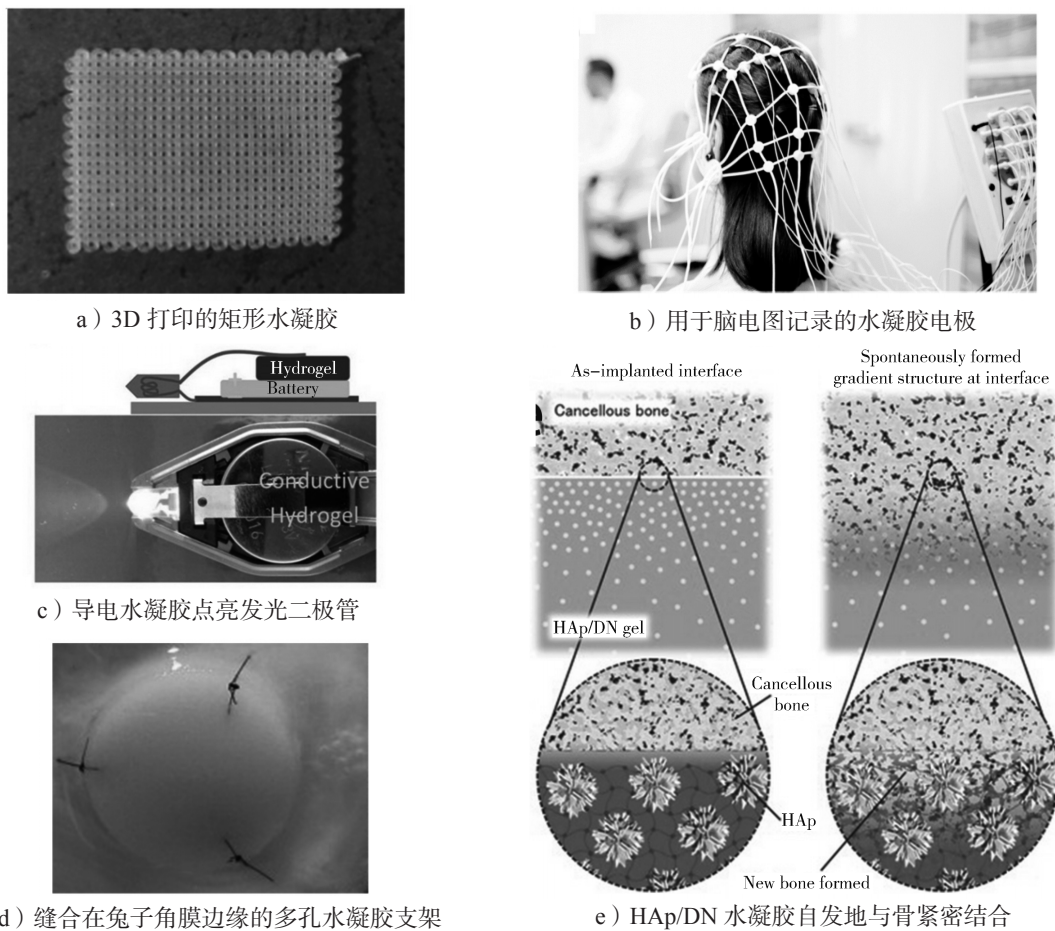 a）3D 打印的矩形水凝胶
b）用于脑电图记录的水凝胶电极
Hydrogel
Battery
Conductive
Hydrogel
c）导电水凝胶点亮发光二极管
d）缝合在兔子角膜边缘的多孔水凝胶支架
As-implanted interface
Spontaneously formed
gradient structure at interface
Cancellous bone
HAp/DN gel
Cancellous
bone
HAp
New bone formed
e）HAp/DN 水凝胶自发地与骨紧密结合